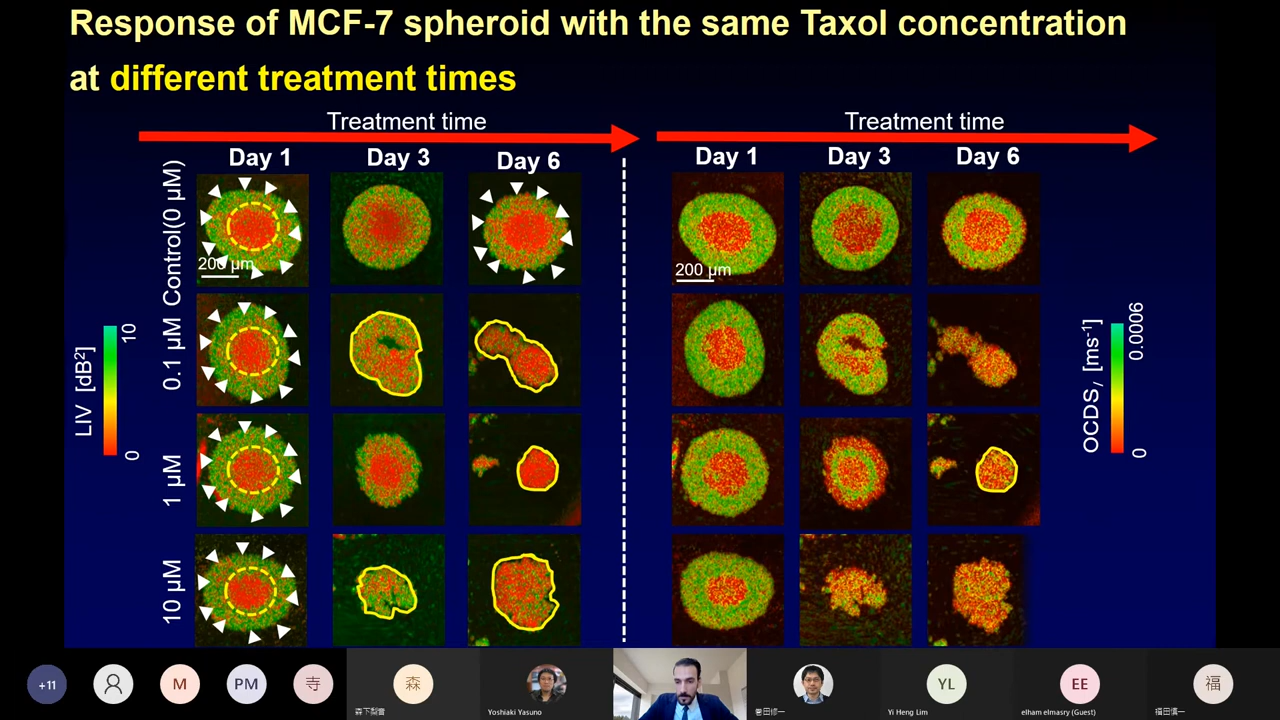 Response of MCF-7 spheroid with the same Taxol concentration
at different treatment times
Treatment time
Treatment time
Day 1
Day 3
Day 6
Day 1
Day 3
Day 6
Control(0 µM)
200 µm
200 µm
0.1 µM
1 µM
10 µM
LIV [dB²]
10
0
OCDSₗ [ms⁻¹]
0.0006
0
+11
M
PM
寺
森
森下梨音
Yoshiaki Yasuno
巻田修一
YL
Yi Heng Lim
EE
elham elmasry (Guest)
福
福田慎一